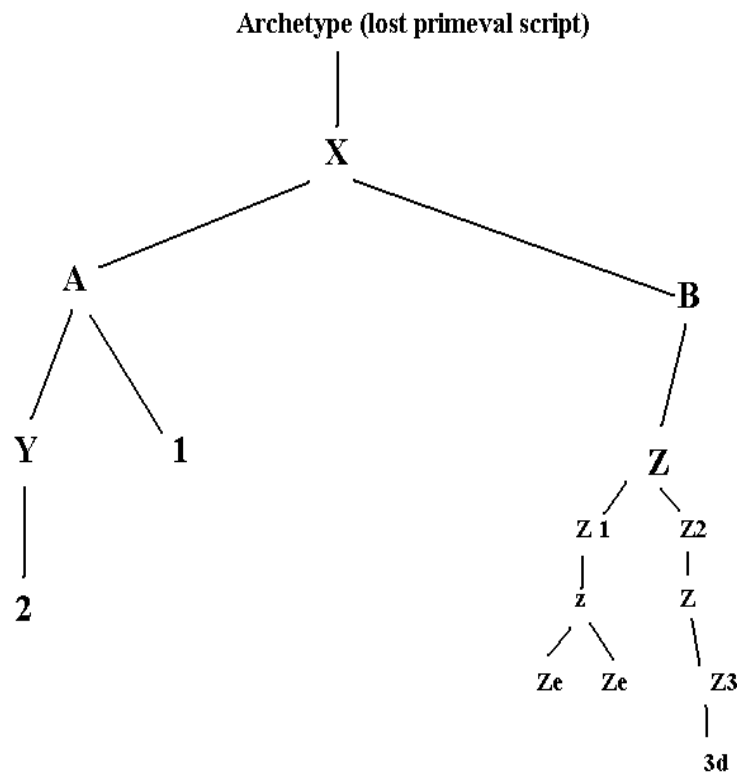 Archetype (lost primeval script)
X
A
B
Y
1
Z
Z 1
Z2
2
z
Z
Ze
Ze
Z3
3d